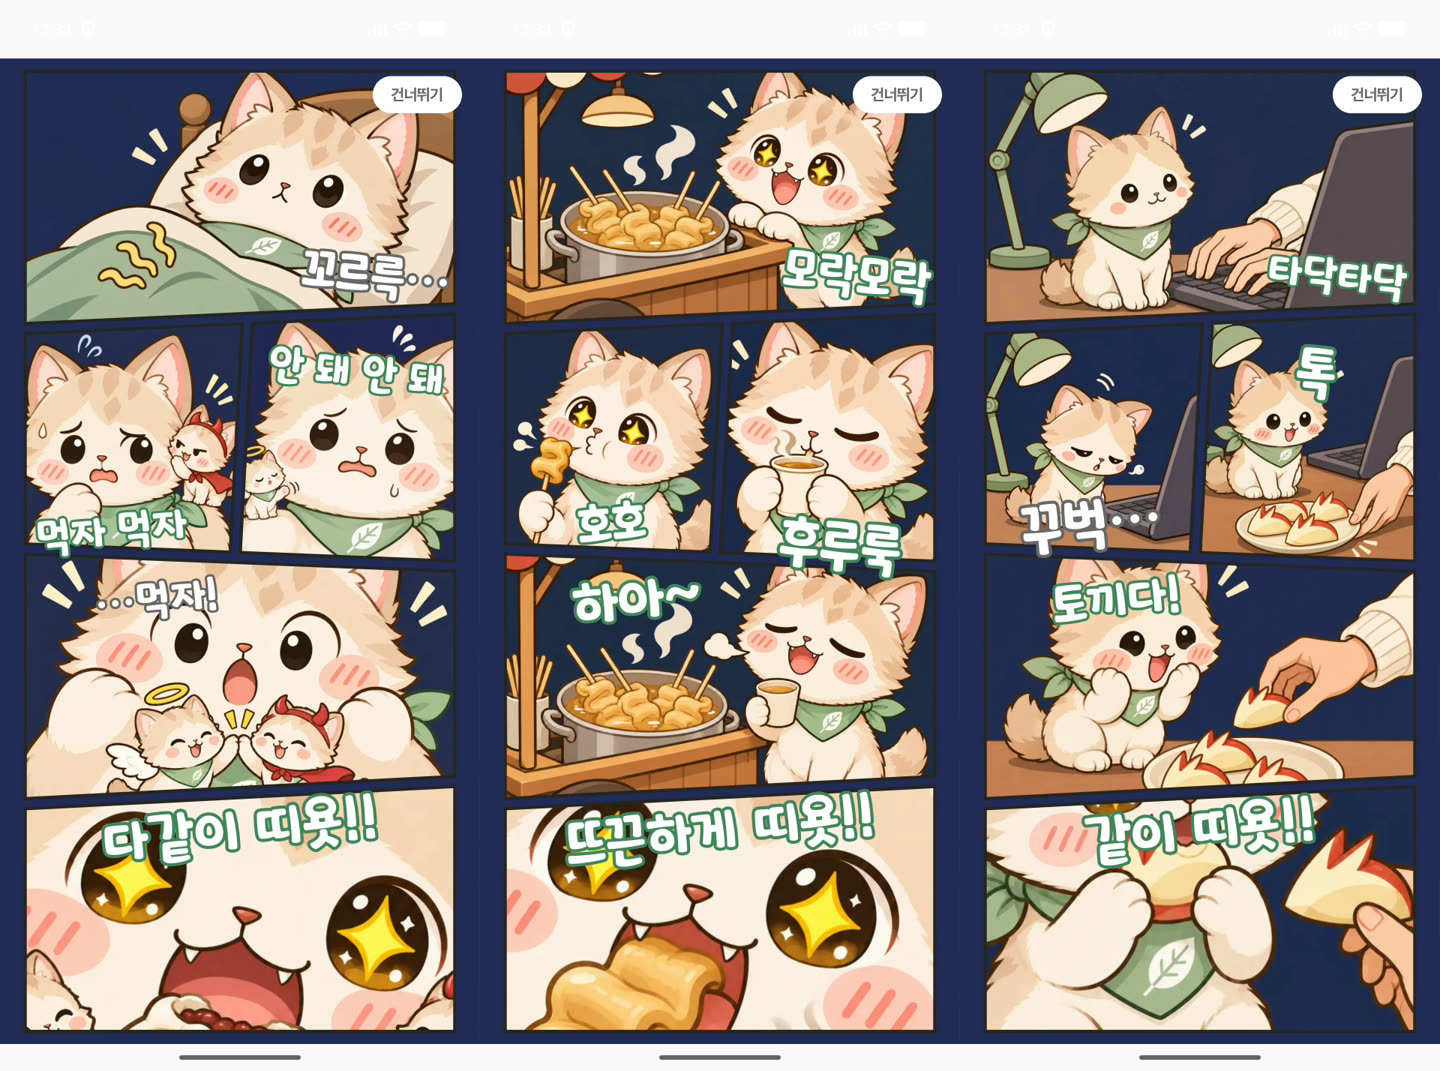 건너뛰기
꼬르륵...
먹자 먹자
안 돼 안 돼
...먹자!
다같이 띠욧!!
건너뛰기
모락모락
호호
후루룩
하아~
뜨끈하게 띠욧!!
건너뛰기
타닥타닥
꾸벅...
톡
토끼다!
같이 띠욧!!